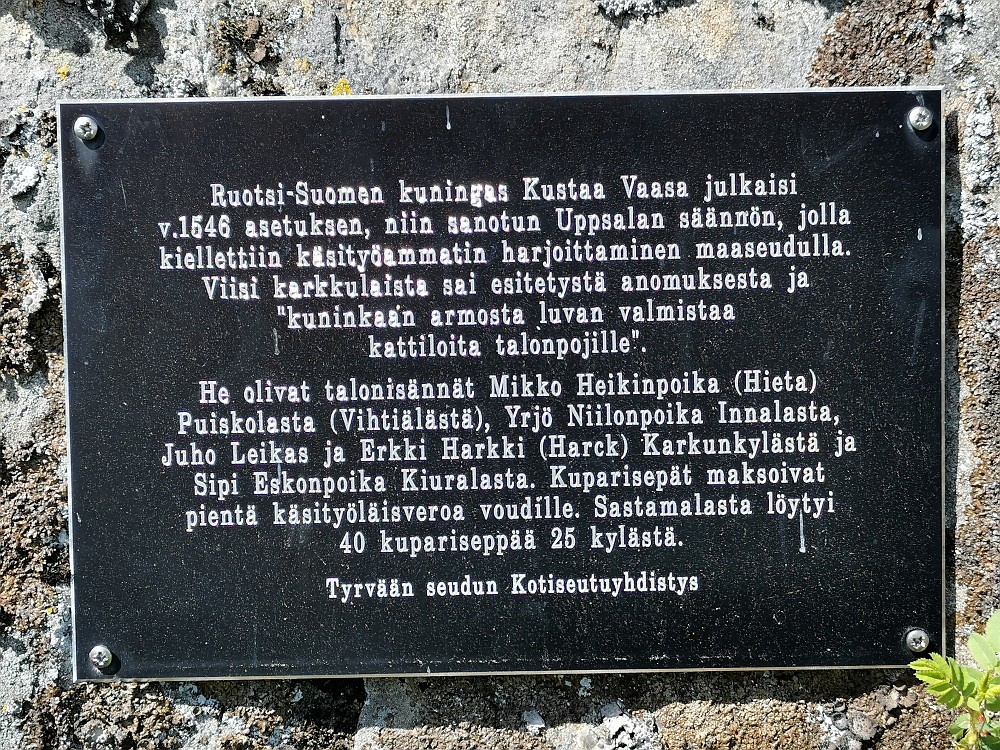 Ruotsi-Suomen kuningas Kustaa Vaasa julkaisi
v.1546 asetuksen, niin sanotun Uppsalan säännön, jolla
kiellettiin käsityöammatin harjoittaminen maaseudulla.
Viisi karkkulaista sai esitetystä anomuksesta ja
"kuninkaan armosta luvan valmistaa
kattiloita talonpojille".
He olivat talonisännät Mikko Heikinpoika (Hieta)
Puiskolasta (Vihtiälästä), Yrjö Niilonpoika Innalasta,
Juho Leikas ja Erkki Harkki (Harck) Karkunkylästä ja
Sipi Eskonpoika Kiuralasta. Kuparisepät maksoivat
pientä käsityöläisveroa voudille. Sastamalasta löytyi
40 kupariseppää 25 kylästä.
Tyrvään seudun Kotiseutuyhdistys